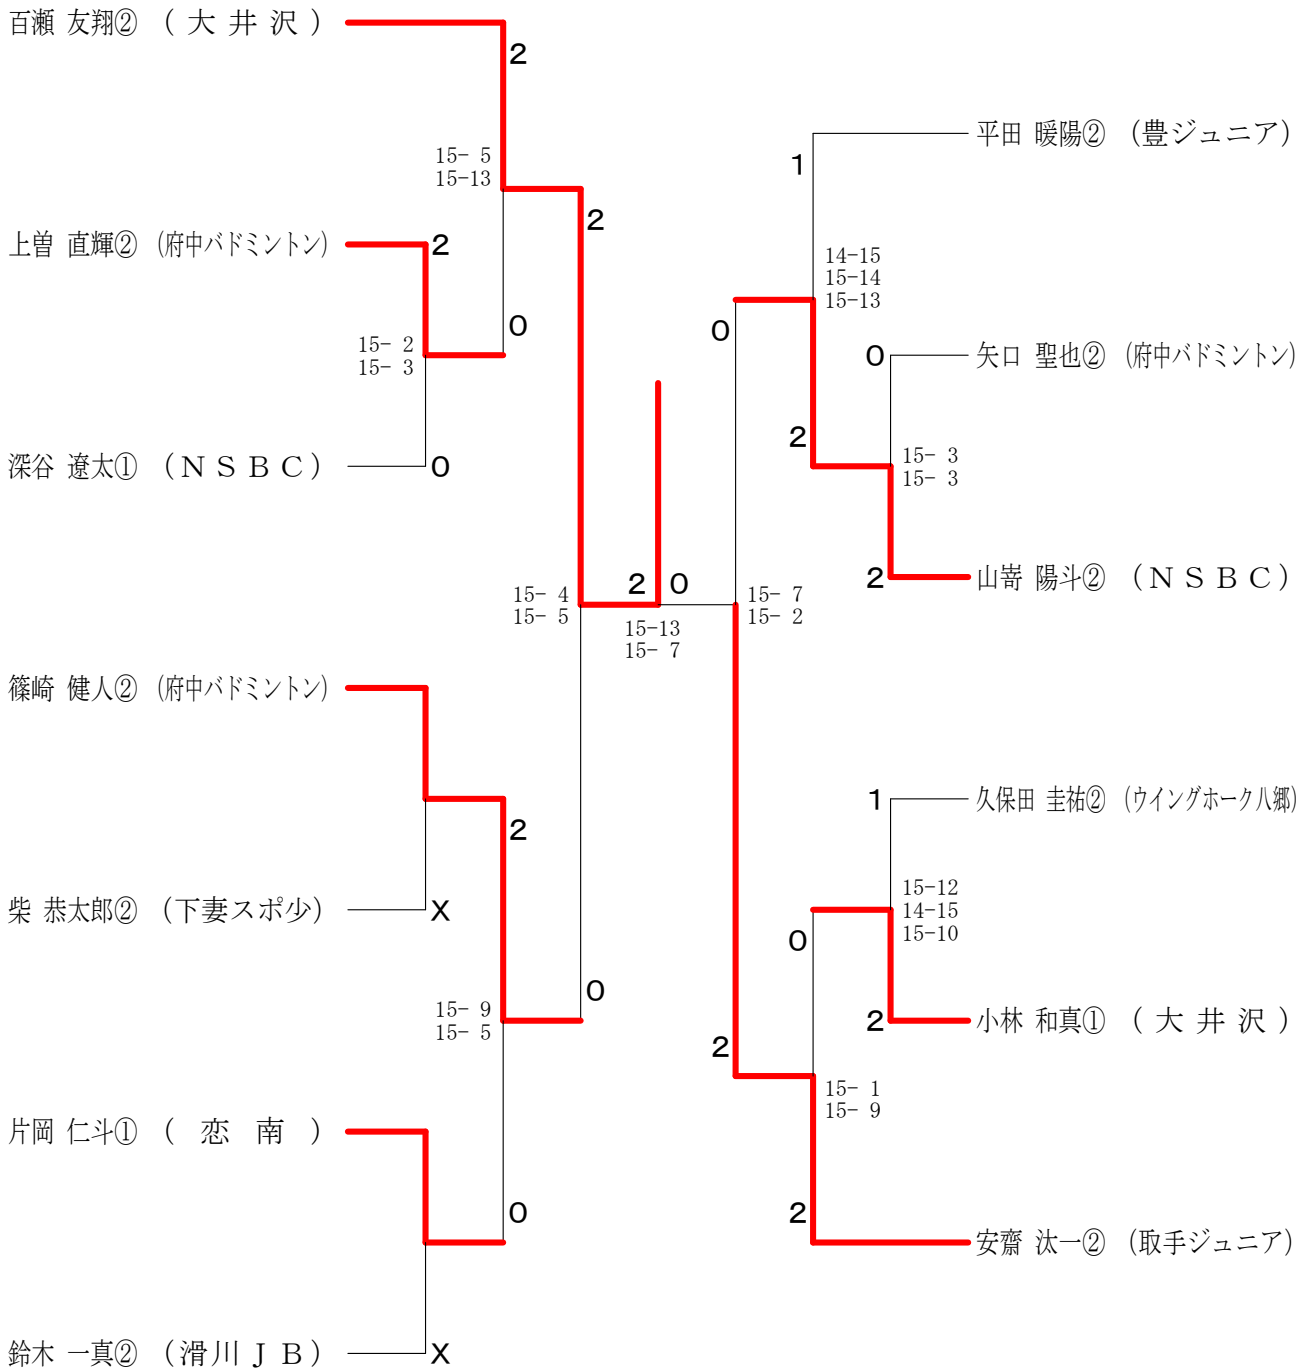 百瀬 友翔② （ 大 井 沢 ）
2
15- 5
15-13
2
上曽 直輝② （府中バドミントン）
2
0
15- 2
15- 3
深谷 遼太① （ N S B C ）
0
15- 4
15- 5
2
0
15-13
15- 7
篠崎 健人② （府中バドミントン）
2
柴 恭太郎② （下妻スポ少）
X
0
15- 9
15- 5
片岡 仁斗① （ 恋 南 ）
0
鈴木 一真② （滑川 J B）
X
平田 暖陽② （豊ジュニア）
1
14-15
15-14
15-13
0
矢口 聖也② （府中バドミントン）
0
2
15- 3
15- 3
山嵜 陽斗② （ N S B C ）
2
15- 7
15- 2
久保田 圭祐② （ウイングホーク八郷）
1
15-12
14-15
15-10
0
小林 和真① （ 大 井 沢 ）
2
2
15- 1
15- 9
安齋 汰一② （取手ジュニア）
2